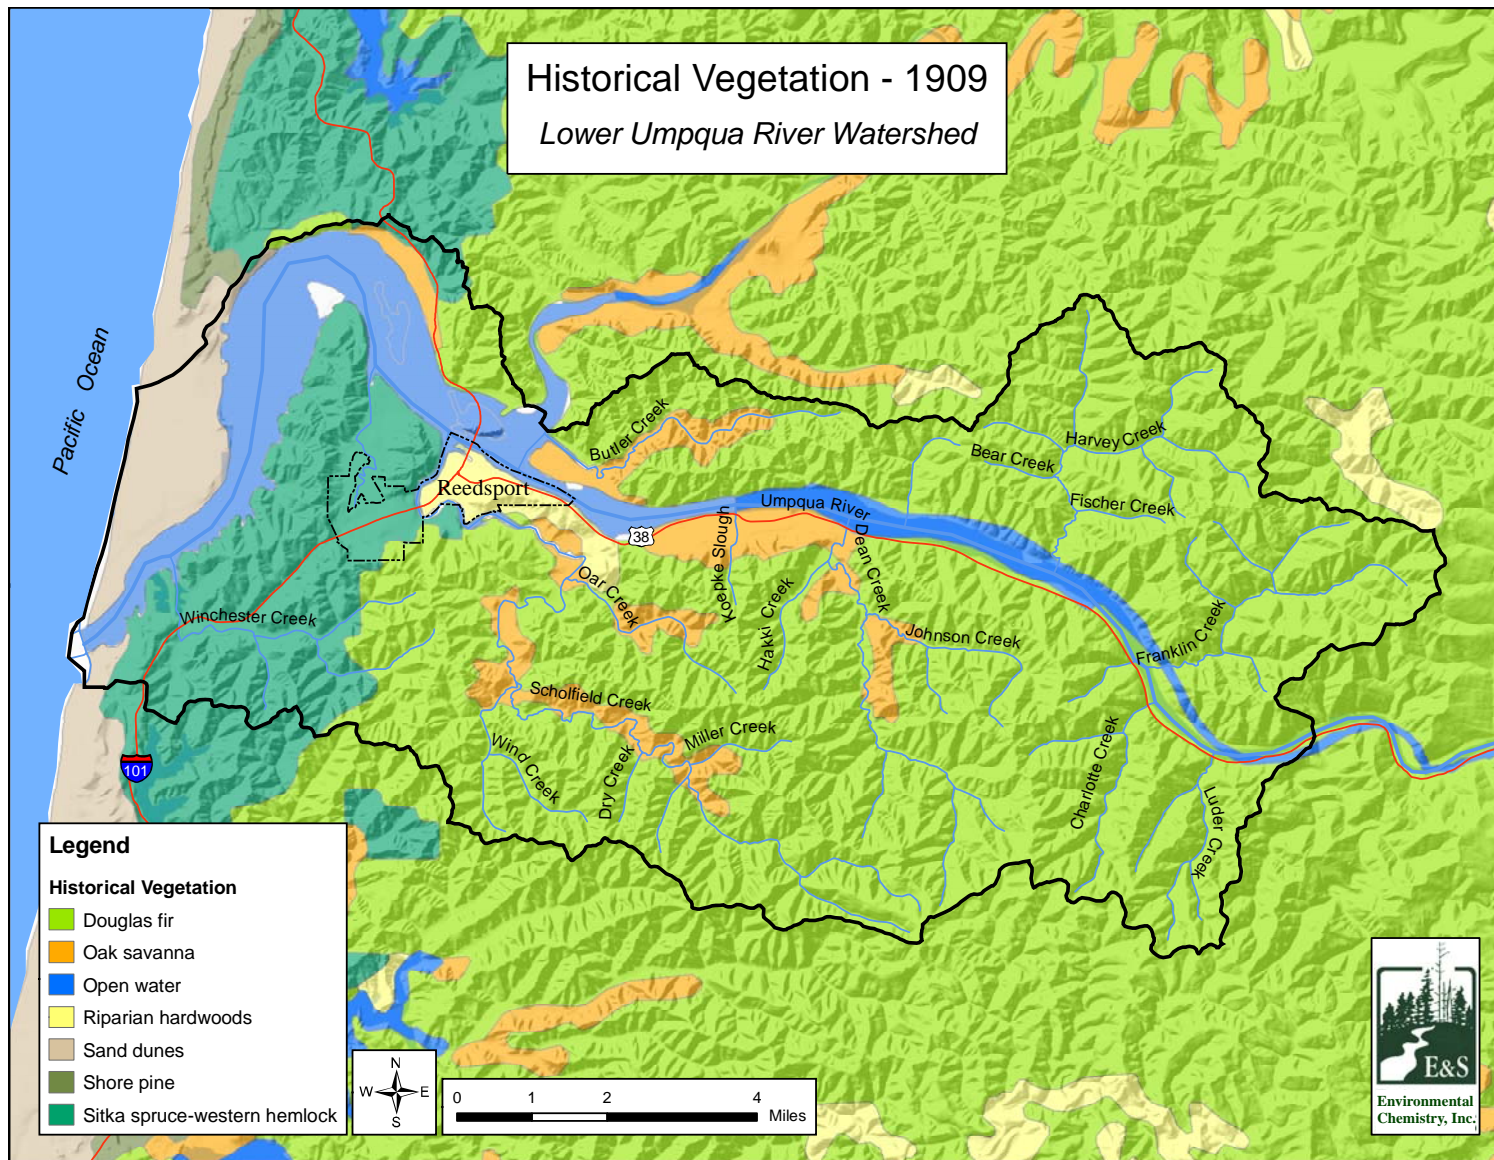 Historical Vegetation - 1909
Lower Umpqua River Watershed
Pacific Ocean
Butler Creek
Harvey Creek
Bear Creek
Reedsport
Umpqua River
Fischer Creek
38
Koepke Slough
Dean Creek
Oar Creek
Hakki Creek
Winchester Creek
Johnson Creek
Franklin Creek
Scholfield Creek
Miller Creek
Wind Creek
Dry Creek
Charlotte Creek
Luder Creek
101
Legend
Historical Vegetation
Douglas fir
Oak savanna
Open water
Riparian hardwoods
Sand dunes
Shore pine
Sitka spruce-western hemlock
N
W E
S
0 1 2 4
Miles
E&S
Environmental
Chemistry, Inc.